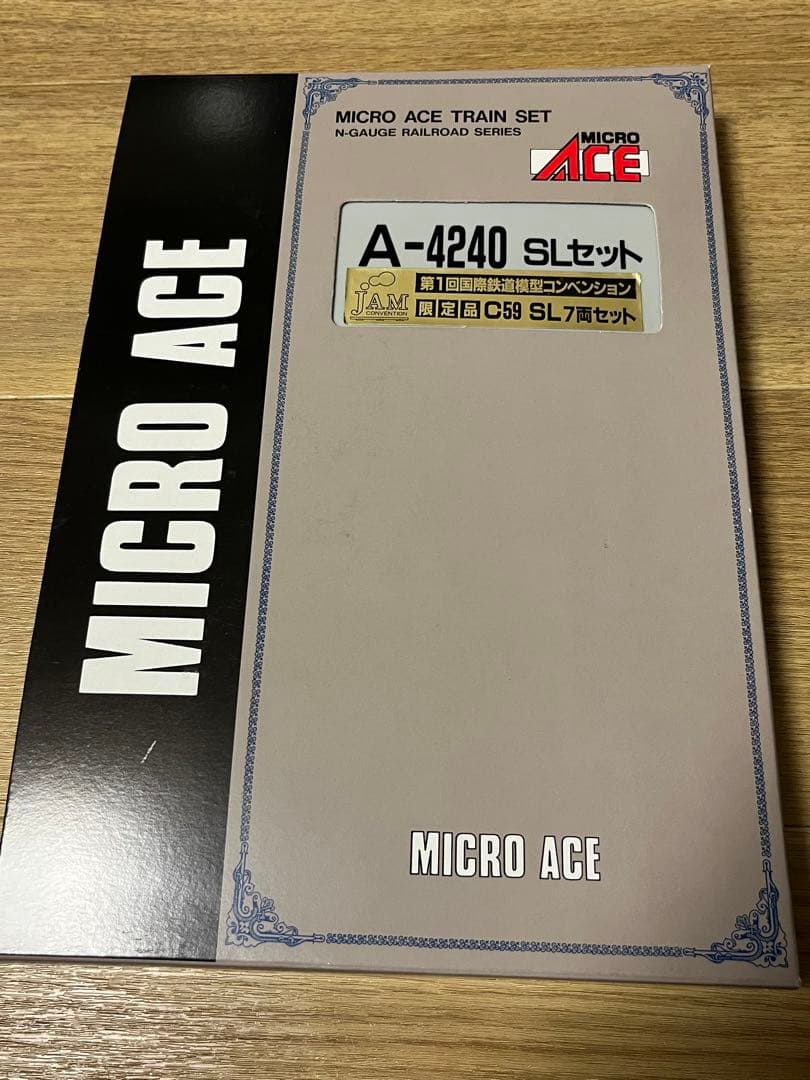 MICRO ACE TRAIN SET
N-GAUGE RAILROAD SERIES
MICRO
ACE
A-4240 SLセット
JAM
CONVENTION
第1回国際鉄道模型コンベンション
限定品 C59 SL7両セット
MICRO ACE
MICRO ACE